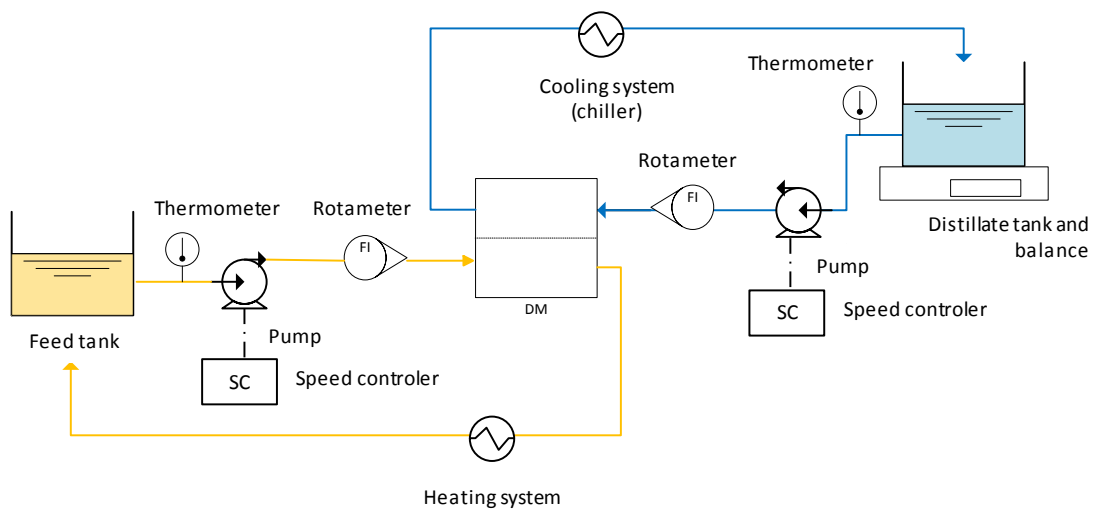 Cooling system
(chiller)
Thermometer
Rotameter
FI
Distillate tank and
balance
Pump
SC
Speed controler
Thermometer
Rotameter
FI
DM
Feed tank
Pump
SC
Speed controler
Heating system